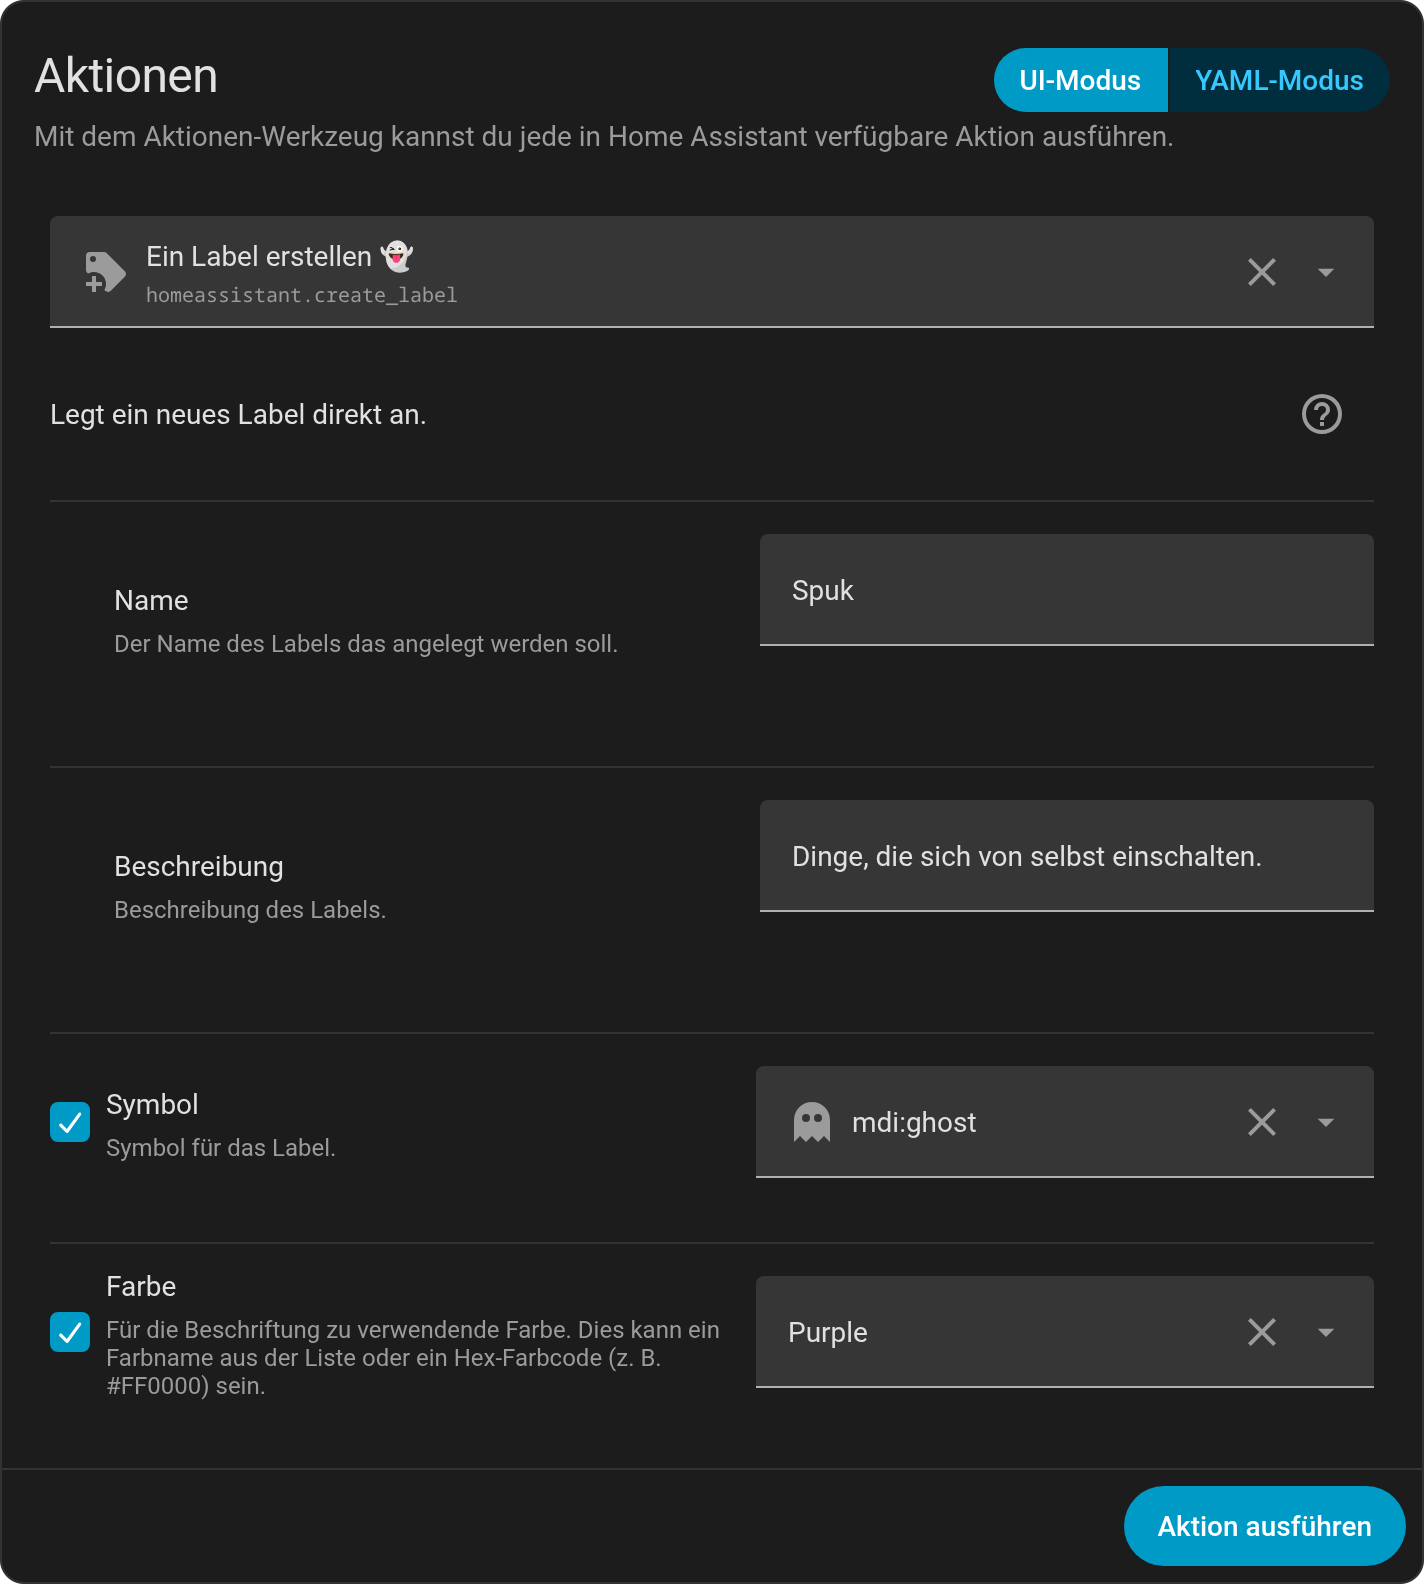 Aktionen
UI-Modus
YAML-Modus
Mit dem Aktionen-Werkzeug kannst du jede in Home Assistant verfügbare Aktion ausführen.
Ein Label erstellen 👻
homeassistant.create_label
Legt ein neues Label direkt an.
Name
Der Name des Labels das angelegt werden soll.
Spuk
Beschreibung
Beschreibung des Labels.
Dinge, die sich von selbst einschalten.
Symbol
Symbol für das Label.
mdi:ghost
Farbe
Für die Beschriftung zu verwendende Farbe. Dies kann ein
Farbname aus der Liste oder ein Hex-Farbcode (z. B.
#FF0000) sein.
Purple
Aktion ausführen